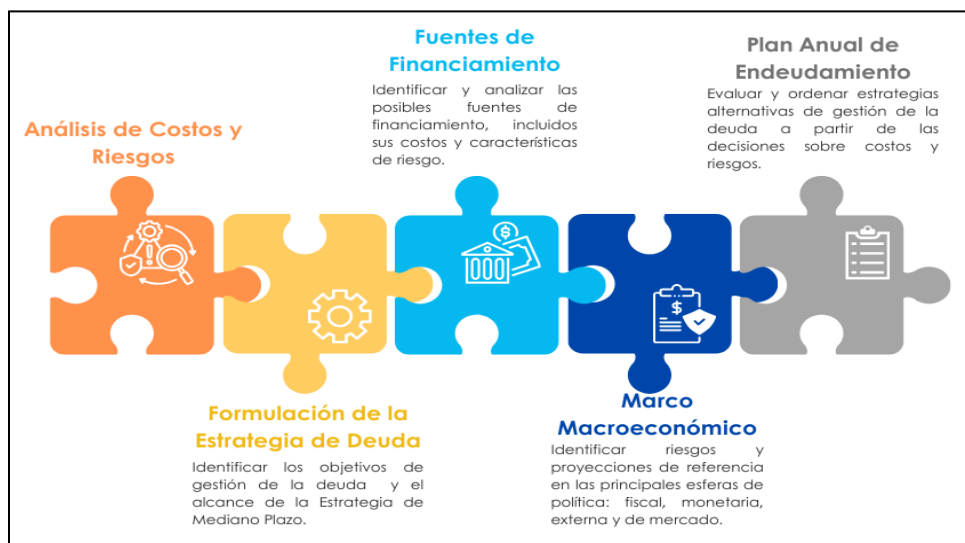 Análisis de Costos y
Riesgos
Formulación de la
Estrategia de Deuda
Identificar los objetivos de
gestión de la deuda y el
alcance de la Estrategia de
Mediano Plazo.
Fuentes de
Financiamiento
Identificar y analizar las
posibles fuentes de
financiamiento, incluidos
sus costos y características
de riesgo.
Marco
Macroeconómico
Identificar riesgos y
proyecciones de referencia
en las principales esferas de
política: fiscal, monetaria,
externa y de mercado.
Plan Anual de
Endeudamiento
Evaluar y ordenar estrategias
alternativas de gestión de la
deuda a partir de las
decisiones sobre costos y
riesgos.